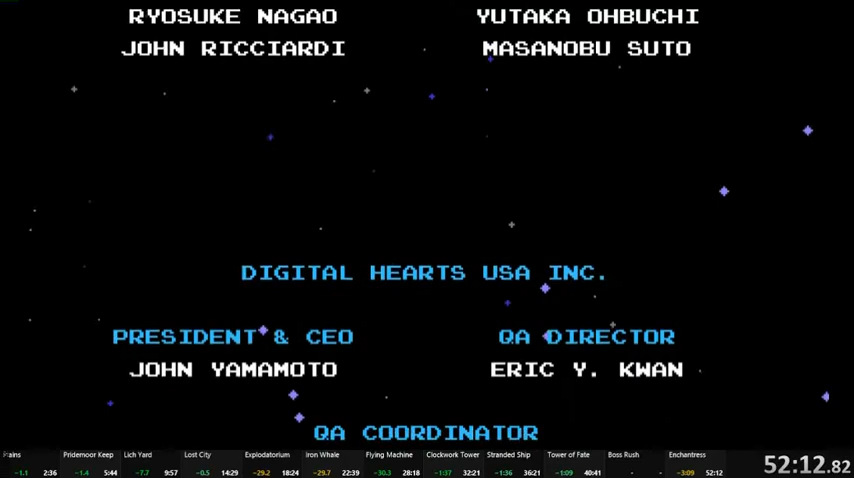 RYOSUKE NAGAO YUTAKA OHBUCHI
JOHN RICCIARDI MASANOBU SUTO
DIGITAL HEARTS USA INC.
PRESIDENT & CEO QA DIRECTOR
JOHN YAMAMOTO ERIC Y. KWAN
QA COORDINATOR
Plains Pridemoor Keep Lich Yard Lost City Explodatorium Iron Whale Flying Machine Clockwork Tower Stranded Ship Tower of Fate Boss Rush Enchantress
-1.1 2:36 -1.4 5:44 -7.7 9:57 -0.5 14:29 -29.2 18:24 -29.7 22:39 -30.3 28:18 -1:37 32:21 -1:36 36:21 -1:09 40:41 - - -3:09 52:12
52:12.82